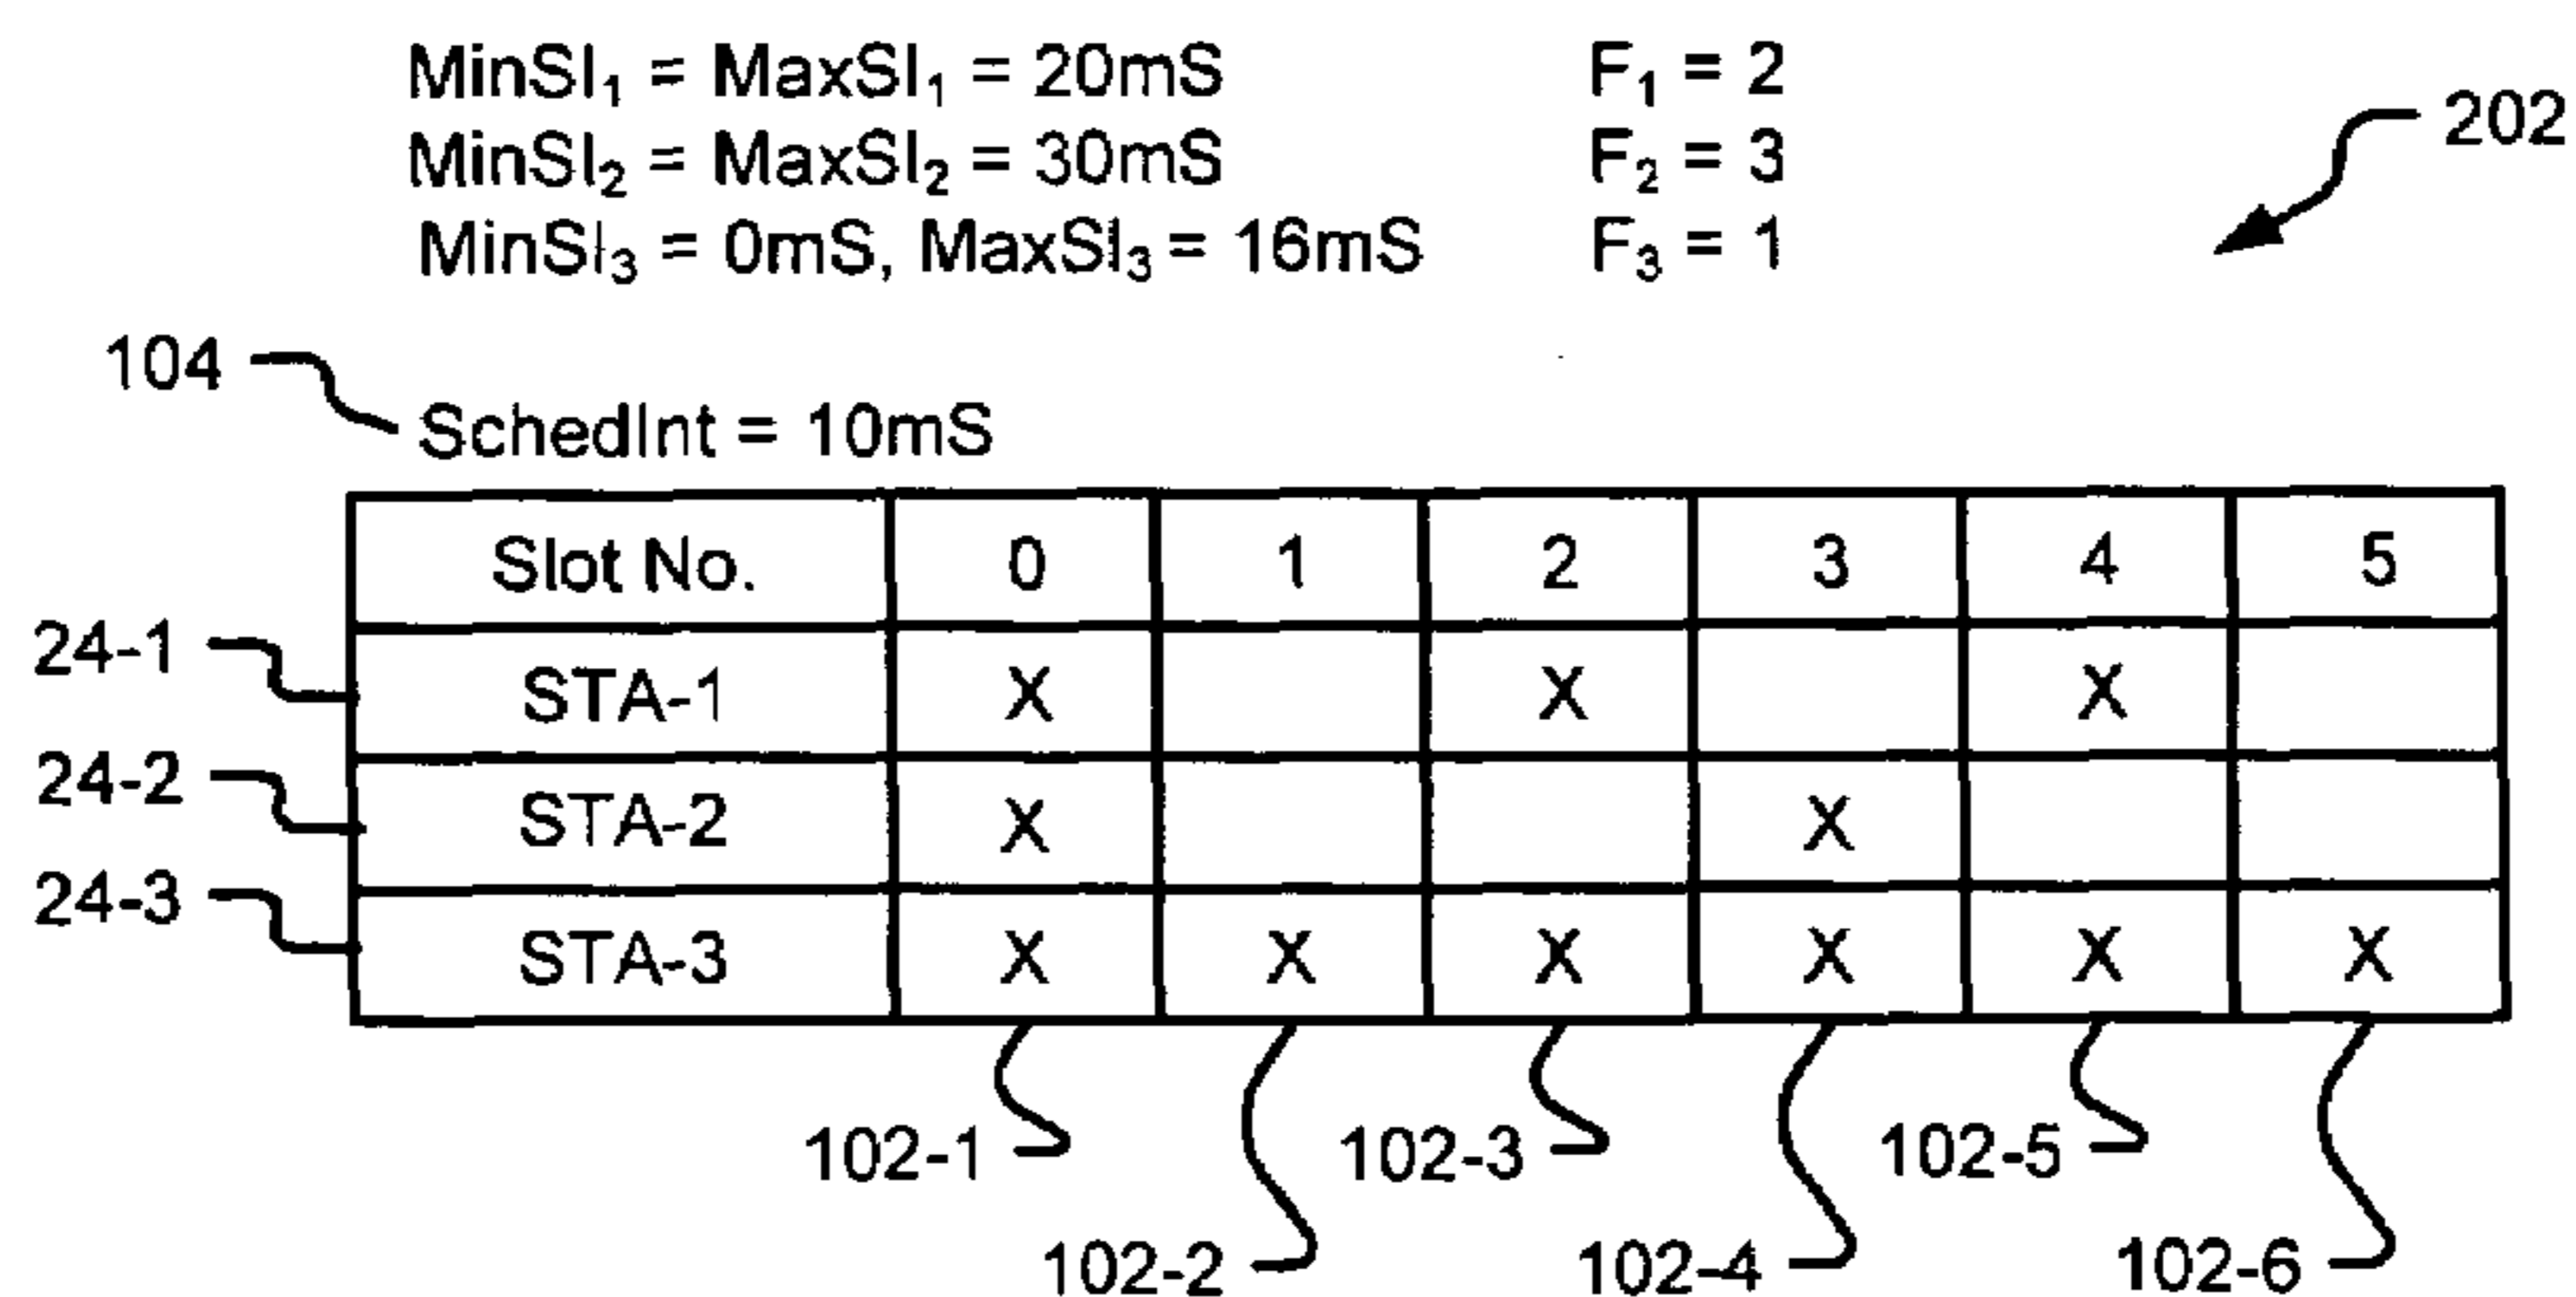 MinSI₁ = MaxSI₁ = 20mS F₁ = 2
MinSI₂ = MaxSI₂ = 30mS F₂ = 3
202
MinSI₃ = 0mS, MaxSI₃ = 16mS F₃ = 1
104
SchedInt = 10mS
Slot No. 0 1 2 3 4 5
24-1 STA-1 X X X
24-2 STA-2 X X
24-3 STA-3 X X X X X X
102-1 102-3 102-5
102-2 102-4 102-6